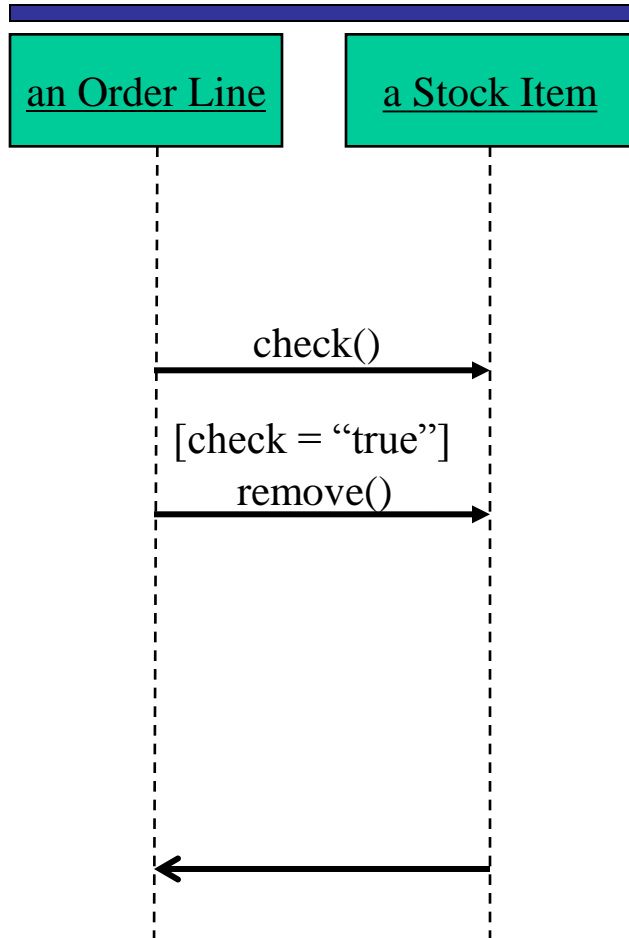 an Order Line
a Stock Item
check()
[check = “true”]
remove()